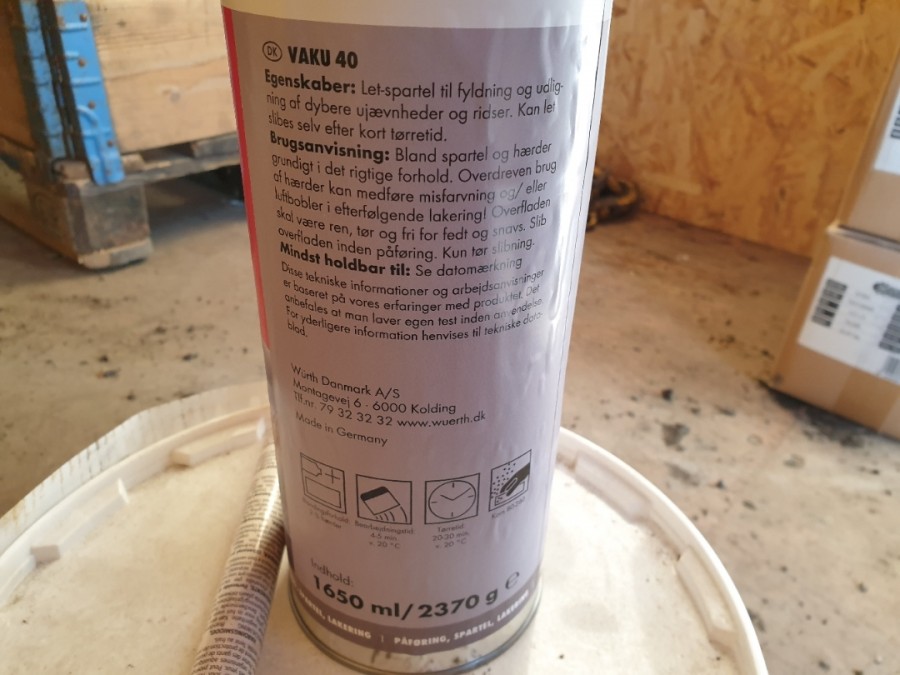 DK VAKU 40
Egenskaber: Let-spartel til fyldning og udlig-
ning af dybere ujævnheder og ridser. Kan let
slibes selv efter kort tørretid.
Brugsanvisning: Bland spartel og hærder
grundigt i det rigtige forhold. Overdreven brug
af hærder kan medføre misfarvning og/ eller
luftbobler i efterfølgende lakering! Overfladen
skal være ren, tør og fri for fedt og snavs. Slib
overfladen inden påføring. Kun tør slibning.
Mindst holdbar til: Se datomærkning
Disse tekniske informationer og arbejdsanvisninger
er baseret på vores erfaringer med produktet. Det
anbefales at man laver egen test inden anvendelse.
For yderligere information henvises til tekniske data-
blad.
Würth Danmark A/S
Montagevej 6 - 6000 Kolding
Tlf.nr. 79 32 32 32 www.wuerth.dk
Made in Germany
Bearbejdningstid:
4-5 min.
v. 20 °C
Tørretid:
20-30 min.
v. 20 °C
Indhold:
1650 ml/2370 g e
LAKERING | PÅFØRING, SPARTEL, LAKERING